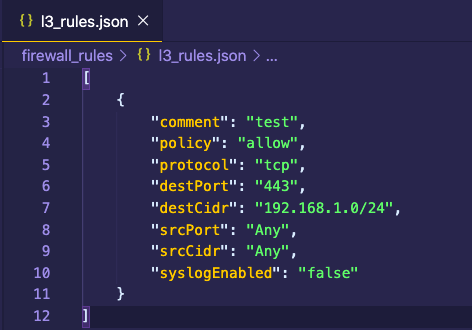 {} l3_rules.json ×
firewall_rules > {} l3_rules.json > ...
1 [
2 {
3 "comment": "test",
4 "policy": "allow",
5 "protocol": "tcp",
6 "destPort": "443",
7 "destCidr": "192.168.1.0/24",
8 "srcPort": "Any",
9 "srcCidr": "Any",
10 "syslogEnabled": "false"
11 }
12 ]